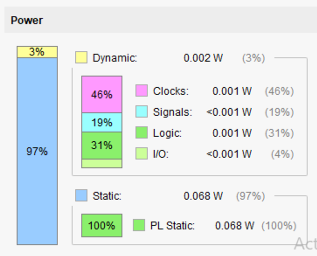 Power
3%
Dynamic: 0.002 W (3%)
46%
Clocks: 0.001 W (46%)
19%
Signals: <0.001 W (19%)
97%
31%
Logic: 0.001 W (31%)
I/O: <0.001 W (4%)
Static: 0.068 W (97%)
100%
PL Static: 0.068 W (100%)
Act